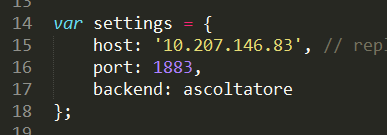 14 var settings = {
15 host: '10.207.146.83', // repl
16 port: 1883,
17 backend: ascoltatore
18 };